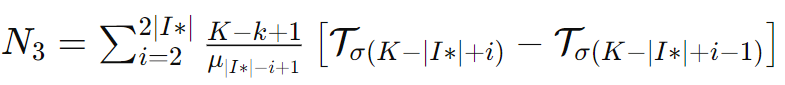 $N_3 = \sum_{i=2}^{2|I*|} \frac{K-k+1}{\mu_{|I*|-i+1}} \left[ \mathcal{T}_{\sigma(K-|I*|+i)} - \mathcal{T}_{\sigma(K-|I*|+i-1)} \right]$